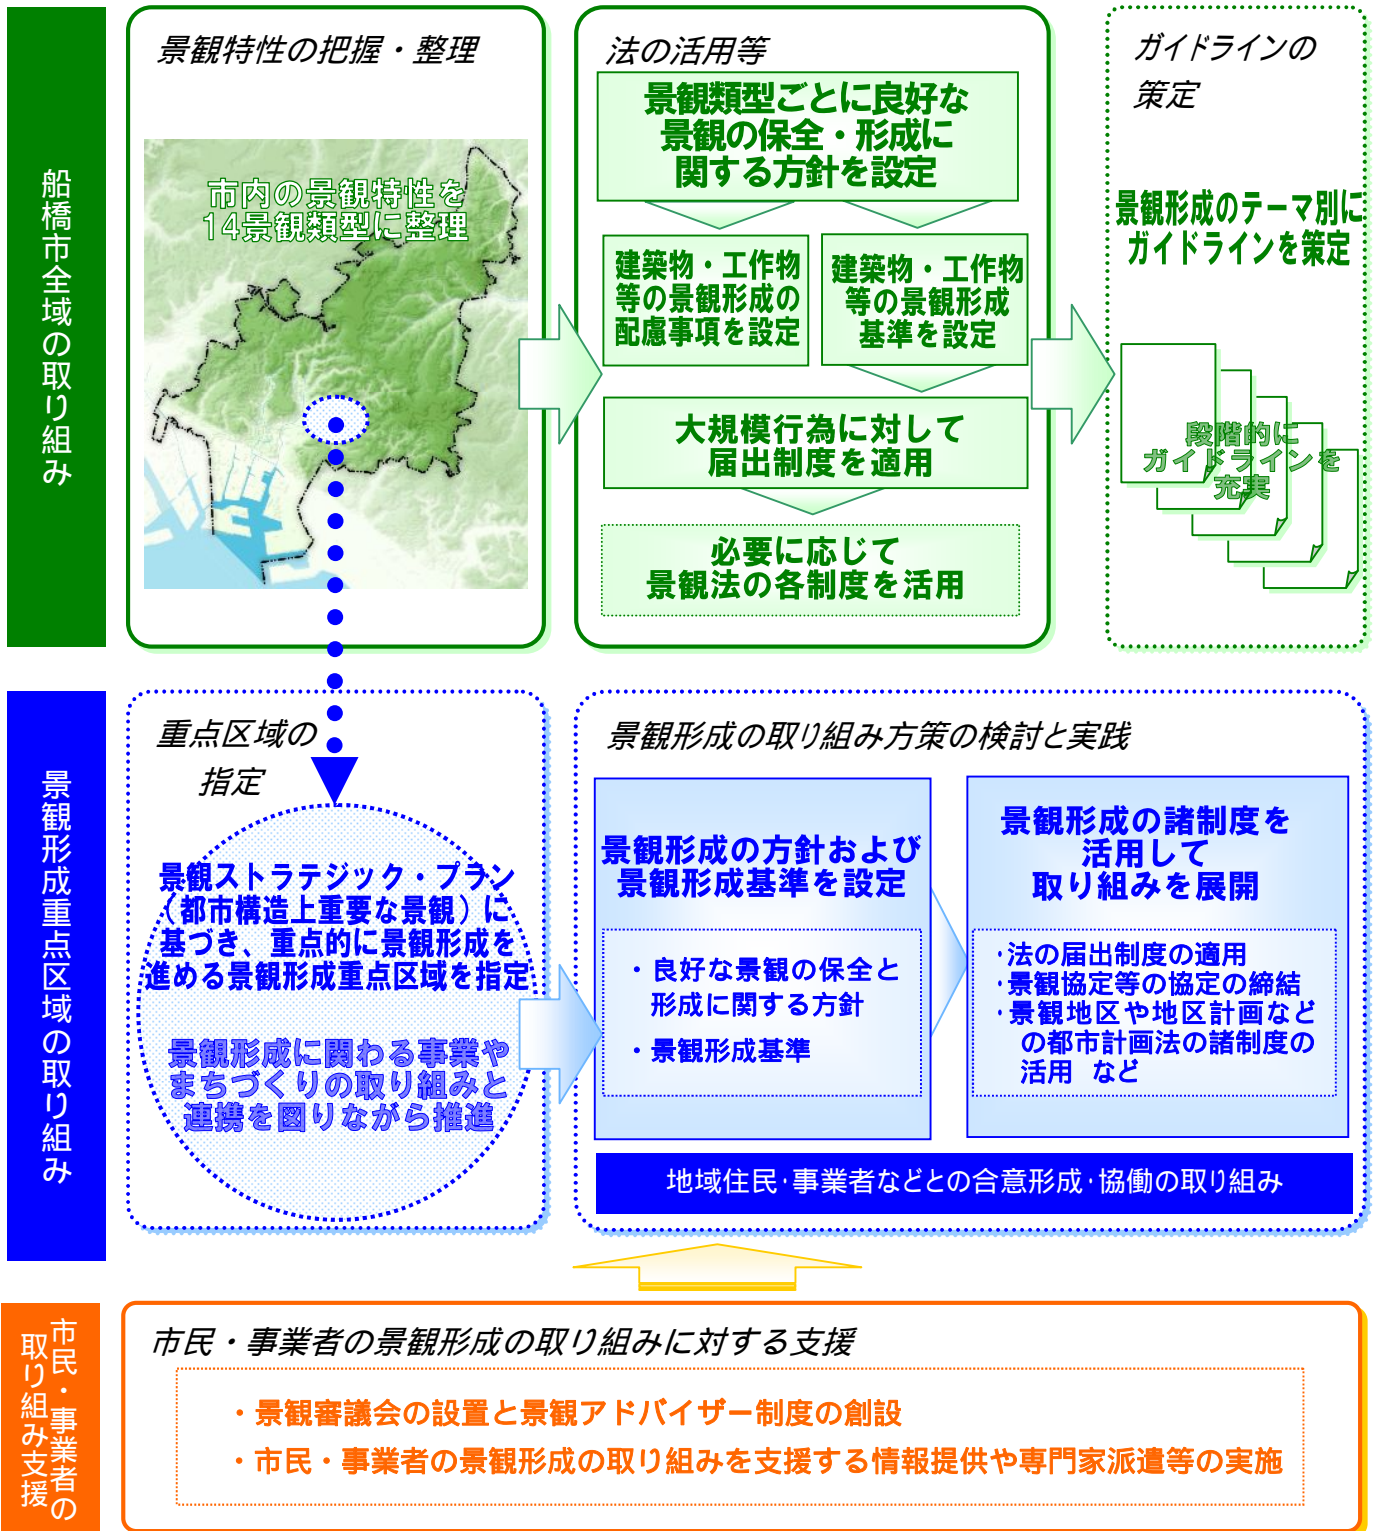 船橋市全域の取り組み
景観特性の把握・整理
市内の景観特性を
14景観類型に整理
法の活用等
景観類型ごとに良好な
景観の保全・形成に
関する方針を設定
建築物・工作物
等の景観形成の
配慮事項を設定
建築物・工作物
等の景観形成
基準を設定
大規模行為に対して
届出制度を適用
必要に応じて
景観法の各制度を活用
ガイドラインの
策定
景観形成のテーマ別に
ガイドラインを策定
段階的に
ガイドラインを
充実
景観形成重点区域の取り組み
重点区域の
指定
景観ストラテジック・プラン
（都市構造上重要な景観）に
基づき、重点的に景観形成を
進める景観形成重点区域を指定
景観形成に関わる事業や
まちづくりの取り組みと
連携を図りながら推進
景観形成の取り組み方策の検討と実践
景観形成の方針および
景観形成基準を設定
・良好な景観の保全と
形成に関する方針
・景観形成基準
景観形成の諸制度を
活用して
取り組みを展開
・法の届出制度の適用
・景観協定等の協定の締結
・景観地区や地区計画など
の都市計画法の諸制度の
活用 など
地域住民・事業者などとの合意形成・協働の取り組み
市民・事業者の
取り組み支援
市民・事業者の景観形成の取り組みに対する支援
・景観審議会の設置と景観アドバイザー制度の創設
・市民・事業者の景観形成の取り組みを支援する情報提供や専門家派遣等の実施